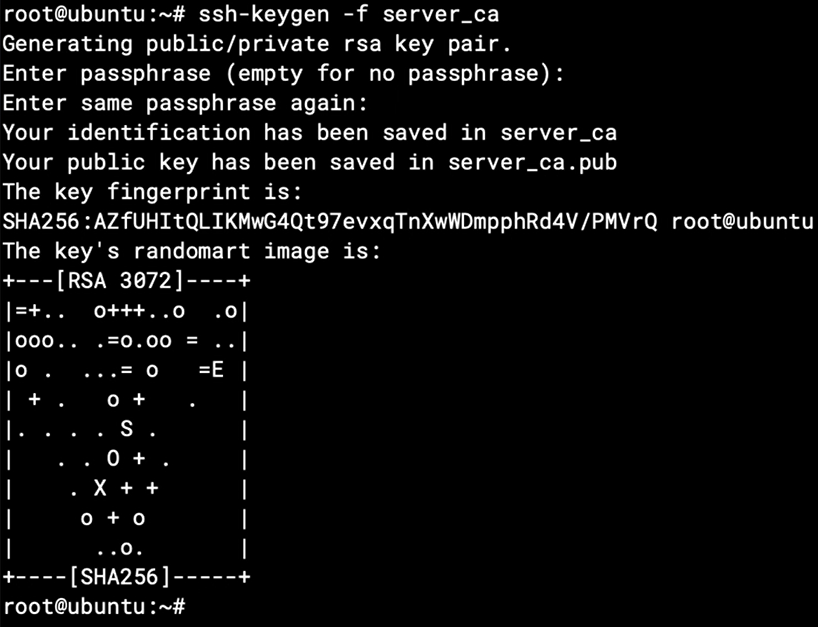 root@ubuntu:~# ssh-keygen -f server_ca
Generating public/private rsa key pair.
Enter passphrase (empty for no passphrase):
Enter same passphrase again:
Your identification has been saved in server_ca
Your public key has been saved in server_ca.pub
The key fingerprint is:
SHA256:AZfUHItQLIKMwG4Qt97evxqTnXwWDmpphRd4V/PMVrQ root@ubuntu
The key's randomart image is:
+---[RSA 3072]----+
|=+..  o+++..o  .o|
|ooo.. .=o.oo = ..|
|o .  ...= o   =E |
| + .   o +   .   |
|. . . . S .      |
|   . . O + .     |
|    . X + +      |
|     o + o       |
|      ..o.       |
+----[SHA256]-----+
root@ubuntu:~#